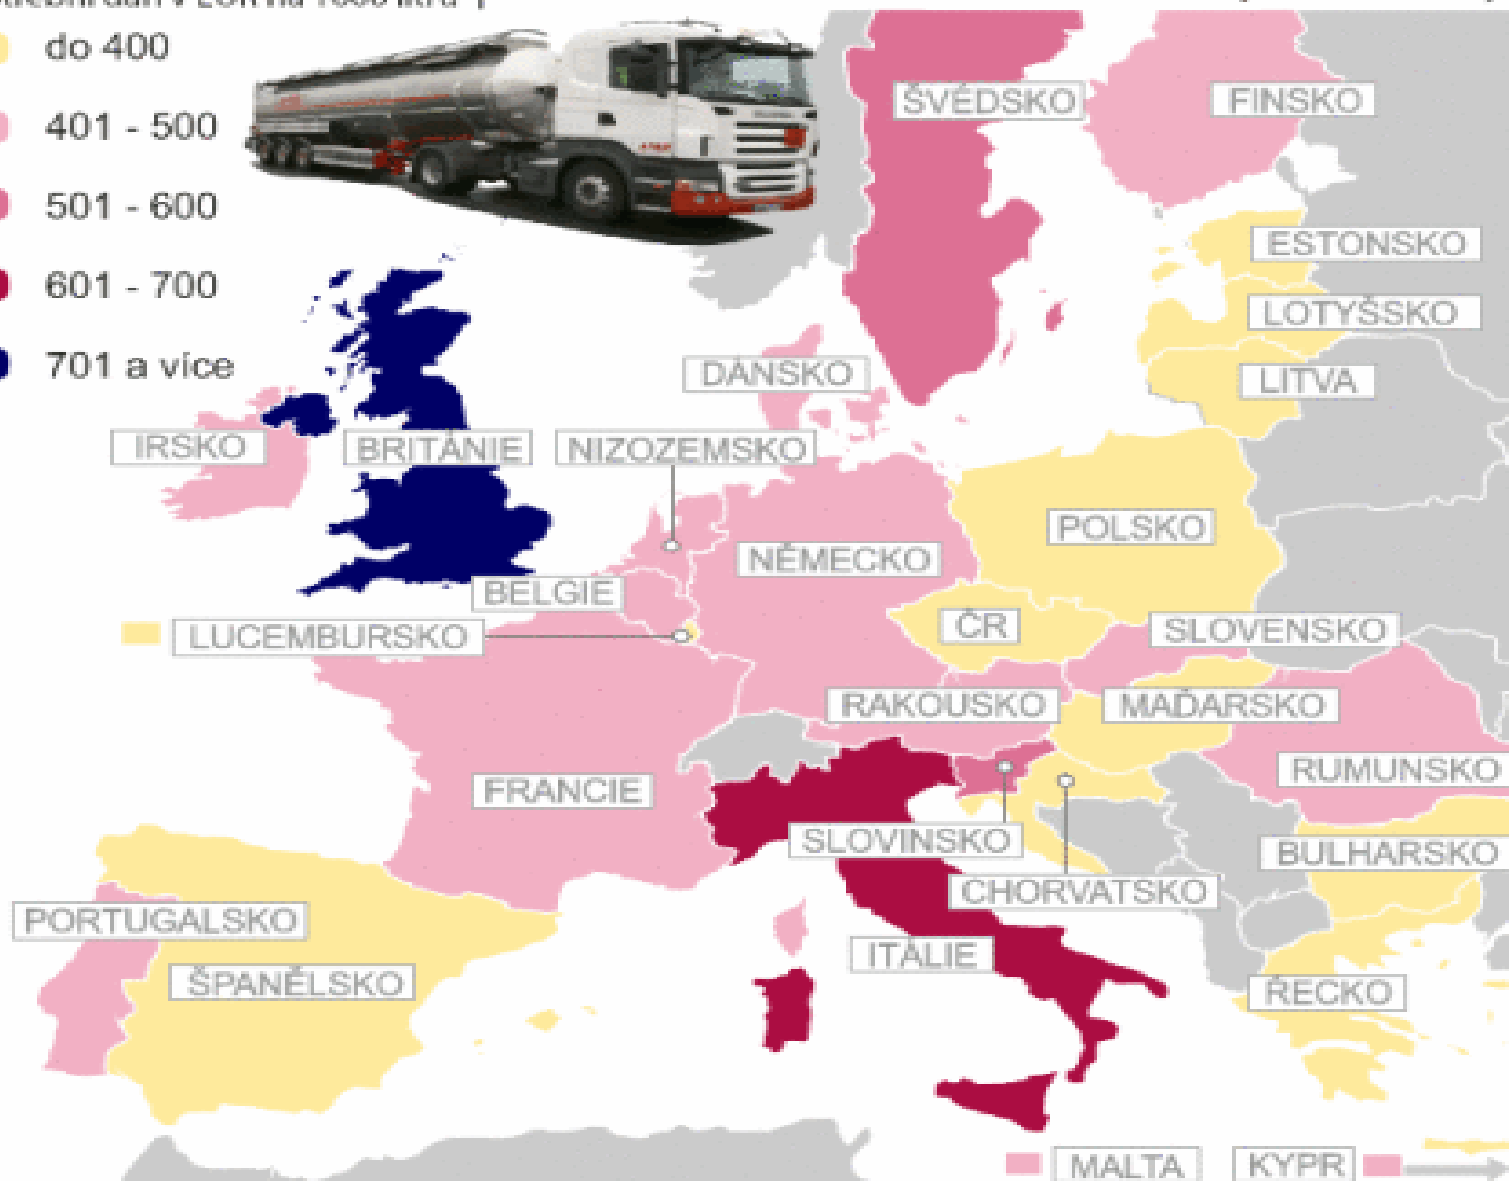 do 400
401 - 500
501 - 600
601 - 700
701 a více
ŠVÉDSKO
FINSKO
ESTONSKO
LOTYŠSKO
DÁNSKO
LITVA
IRSKO
BRITÁNIE
NIZOZEMSKO
POLSKO
NĚMECKO
BELGIE
ČR
LUCEMBURSKO
SLOVENSKO
RAKOUSKO
MAĎARSKO
FRANCIE
RUMUNSKO
SLOVINSKO
BULHARSKO
CHORVATSKO
PORTUGALSKO
ITÁLIE
ŠPANĚLSKO
ŘECKO
MALTA
KYPR